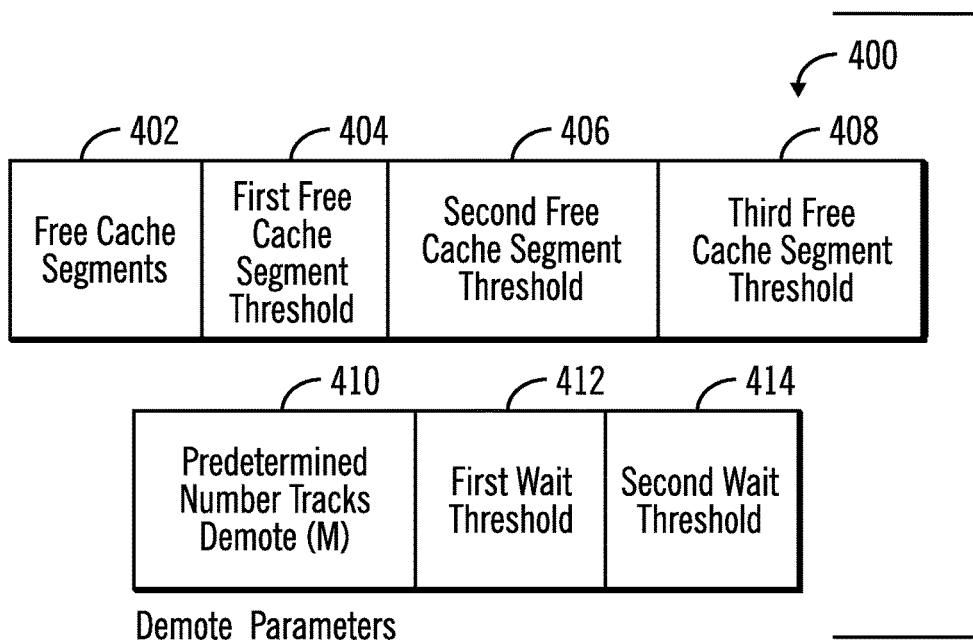 400
402
404
406
408
Free Cache
Segments
First Free
Cache
Segment
Threshold
Second Free
Cache Segment
Threshold
Third Free
Cache Segment
Threshold
410
412
414
Predetermined
Number Tracks
Demote (M)
First Wait
Threshold
Second Wait
Threshold
Demote Parameters